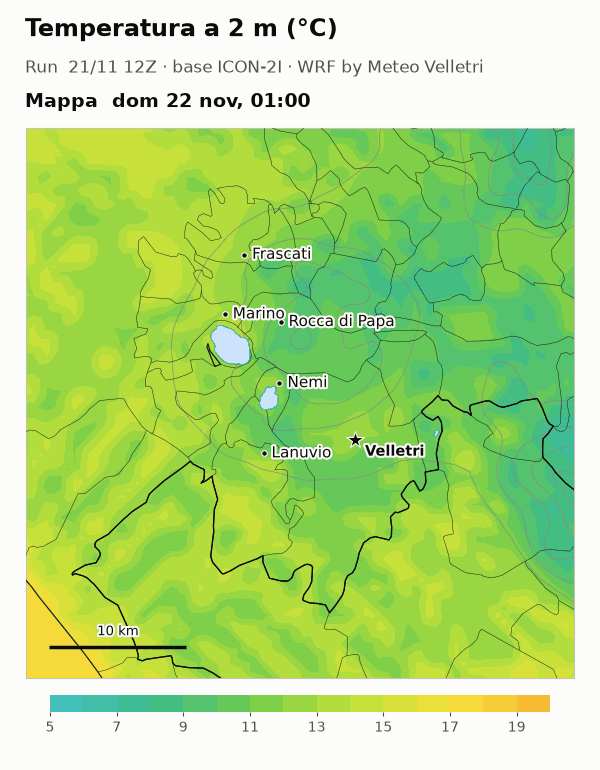 Temperatura a 2 m (°C)
Run  21/11 12Z · base ICON-2I · WRF by Meteo Velletri
Mappa  dom 22 nov, 01:00
Frascati
Marino
Rocca di Papa
Nemi
Velletri
Lanuvio
10 km
5 7 9 11 13 15 17 19